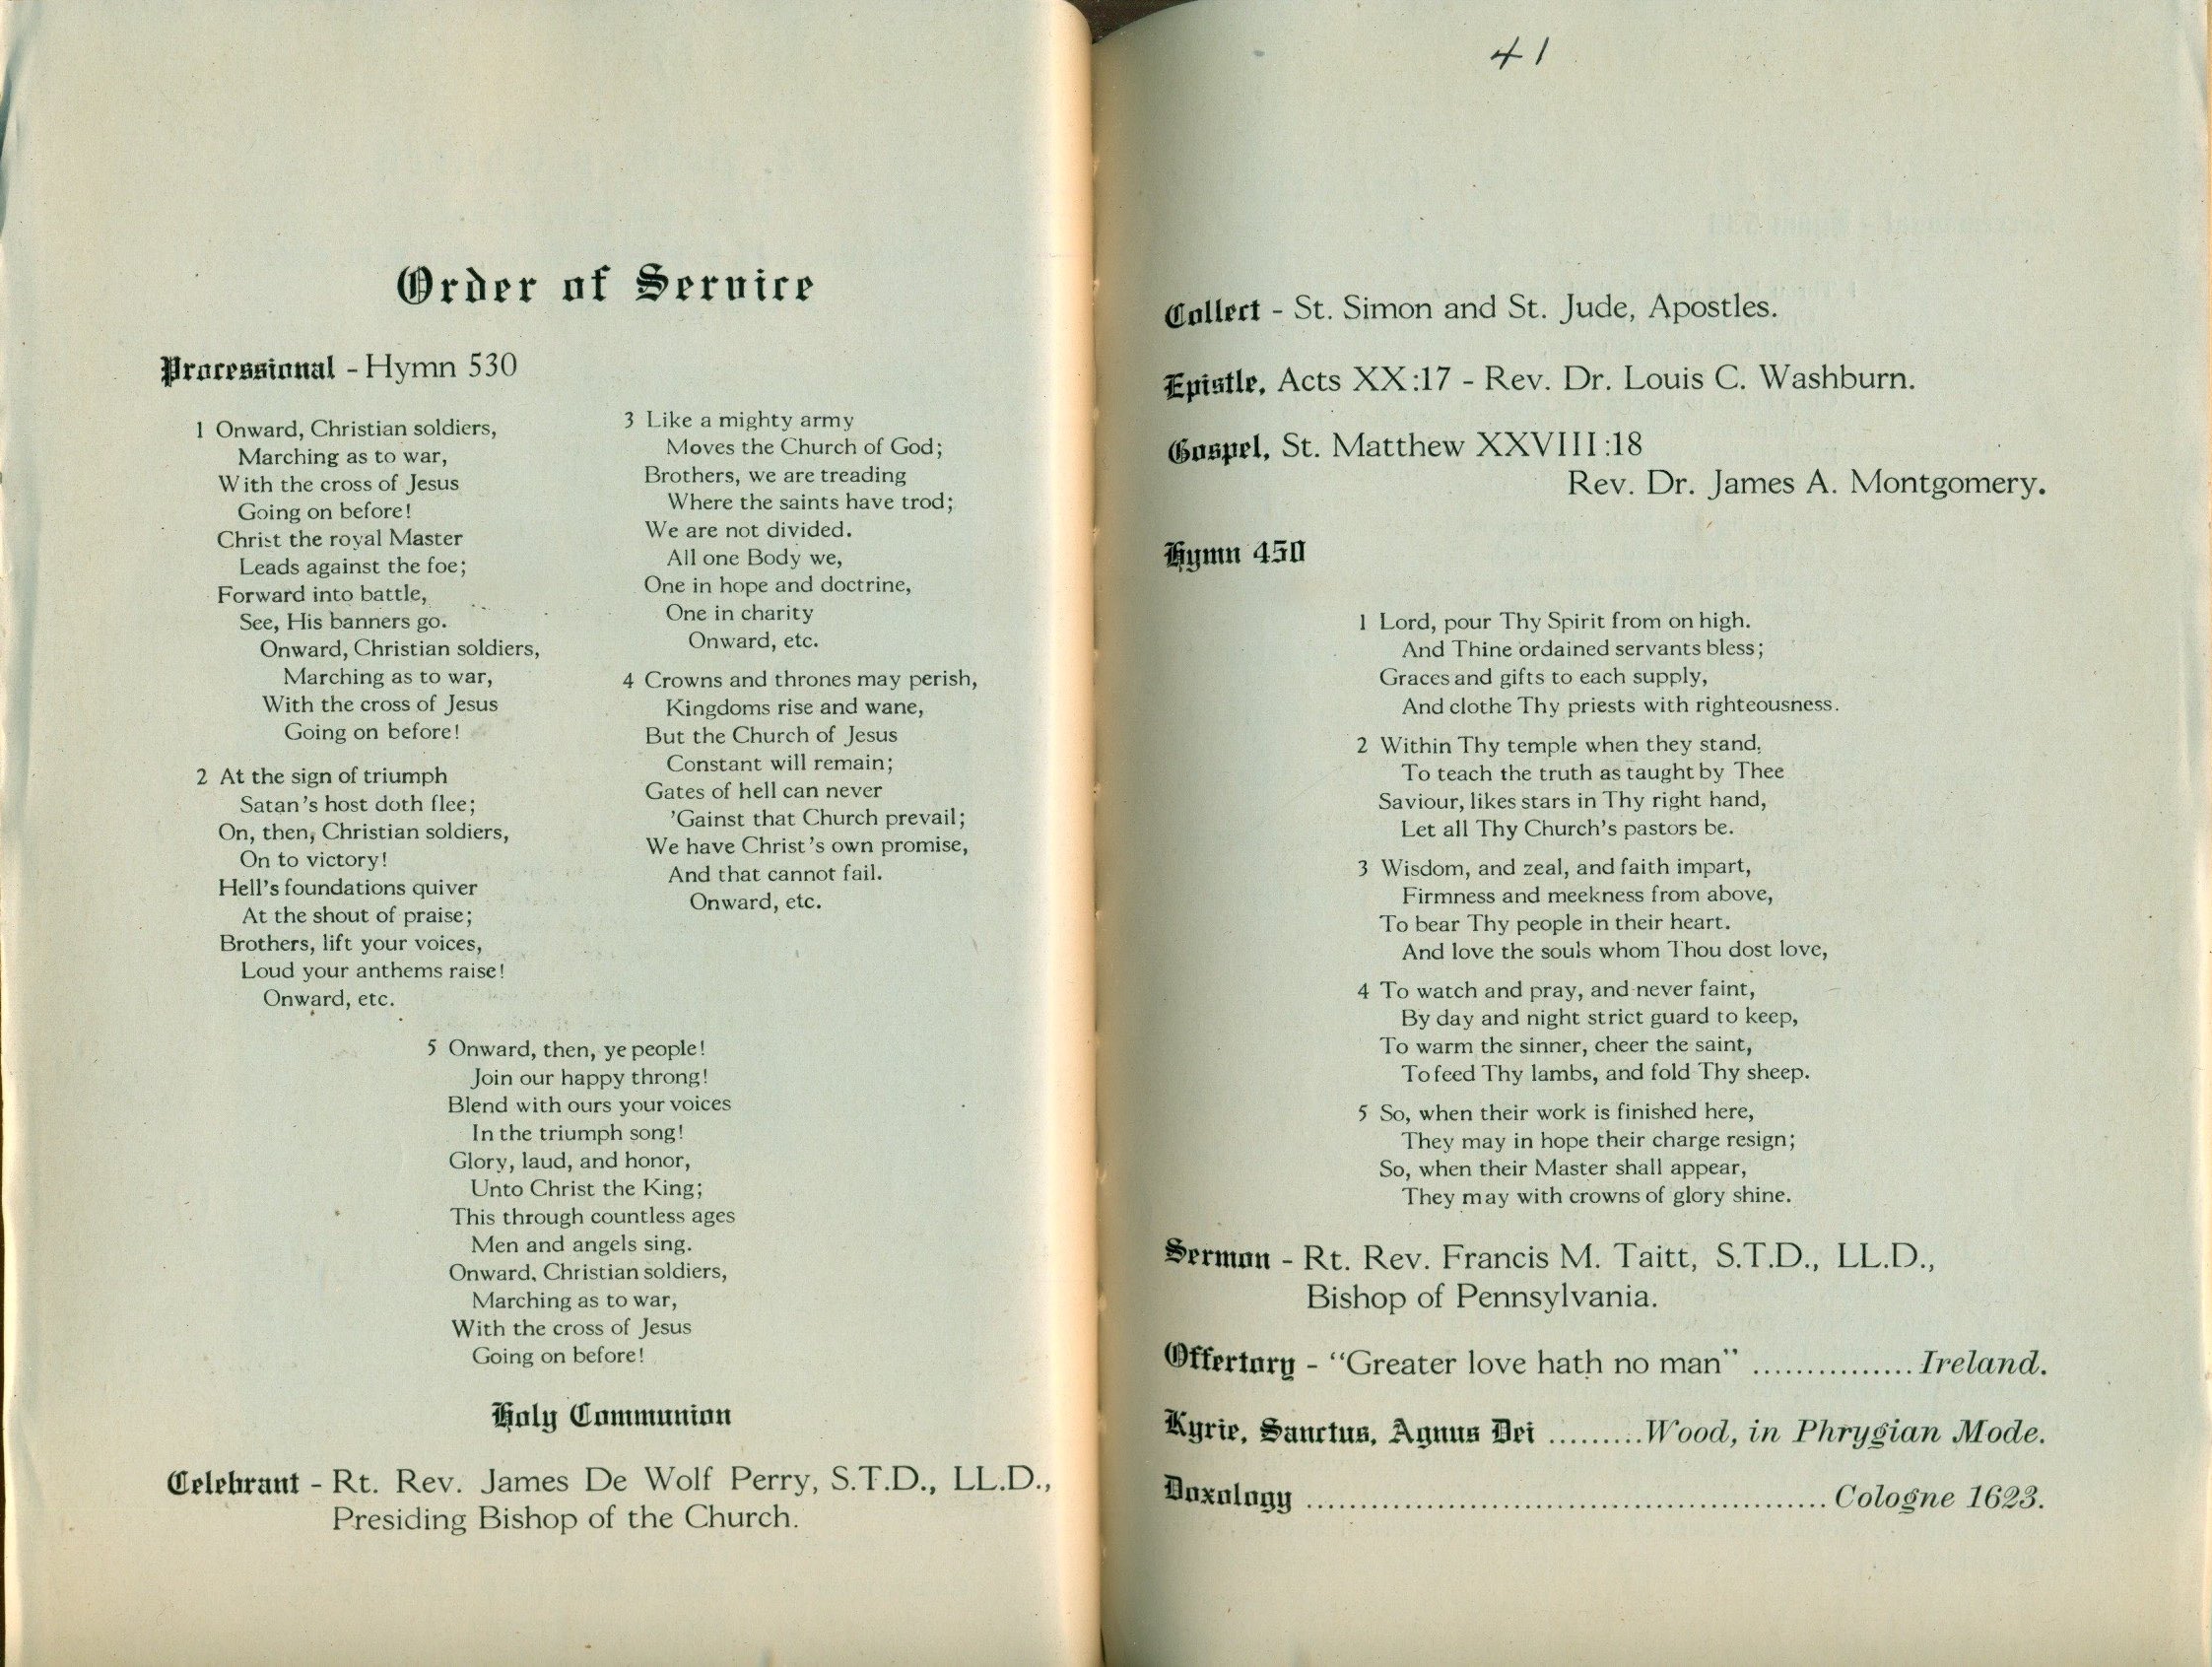 Order of Service
Processional - Hymn 530
1 Onward, Christian soldiers,
Marching as to war,
With the cross of Jesus
Going on before!
Christ the royal Master
Leads against the foe;
Forward into battle,
See, His banners go.
Onward, Christian soldiers,
Marching as to war,
With the cross of Jesus
Going on before!
2 At the sign of triumph
Satan's host doth flee;
On, then, Christian soldiers,
On to victory!
Hell's foundations quiver
At the shout of praise;
Brothers, lift your voices,
Loud your anthems raise!
Onward, etc.
3 Like a mighty army
Moves the Church of God;
Brothers, we are treading
Where the saints have trod;
We are not divided.
All one Body we,
One in hope and doctrine,
One in charity
Onward, etc.
4 Crowns and thrones may perish,
Kingdoms rise and wane,
But the Church of Jesus
Constant will remain;
Gates of hell can never
'Gainst that Church prevail;
We have Christ's own promise,
And that cannot fail.
Onward, etc.
5 Onward, then, ye people!
Join our happy throng!
Blend with ours your voices
In the triumph song!
Glory, laud, and honor,
Unto Christ the King;
This through countless ages
Men and angels sing.
Onward, Christian soldiers,
Marching as to war,
With the cross of Jesus
Going on before!
Holy Communion
Celebrant - Rt. Rev. James De Wolf Perry, S.T.D., LL.D.,
Presiding Bishop of the Church.
41
Collect - St. Simon and St. Jude, Apostles.
Epistle, Acts XX:17 - Rev. Dr. Louis C. Washburn.
Gospel, St. Matthew XXVIII:18
Rev. Dr. James A. Montgomery.
Hymn 450
1 Lord, pour Thy Spirit from on high.
And Thine ordained servants bless;
Graces and gifts to each supply,
And clothe Thy priests with righteousness.
2 Within Thy temple when they stand,
To teach the truth as taught by Thee
Saviour, likes stars in Thy right hand,
Let all Thy Church's pastors be.
3 Wisdom, and zeal, and faith impart,
Firmness and meekness from above,
To bear Thy people in their heart.
And love the souls whom Thou dost love,
4 To watch and pray, and never faint,
By day and night strict guard to keep,
To warm the sinner, cheer the saint,
To feed Thy lambs, and fold Thy sheep.
5 So, when their work is finished here,
They may in hope their charge resign;
So, when their Master shall appear,
They may with crowns of glory shine.
Sermon - Rt. Rev. Francis M. Taitt, S.T.D., LL.D.,
Bishop of Pennsylvania.
Offertory - "Greater love hath no man" ............... Ireland.
Kyrie, Sanctus, Agnus Dei ......... Wood, in Phrygian Mode.
Doxology .................................................. Cologne 1623.